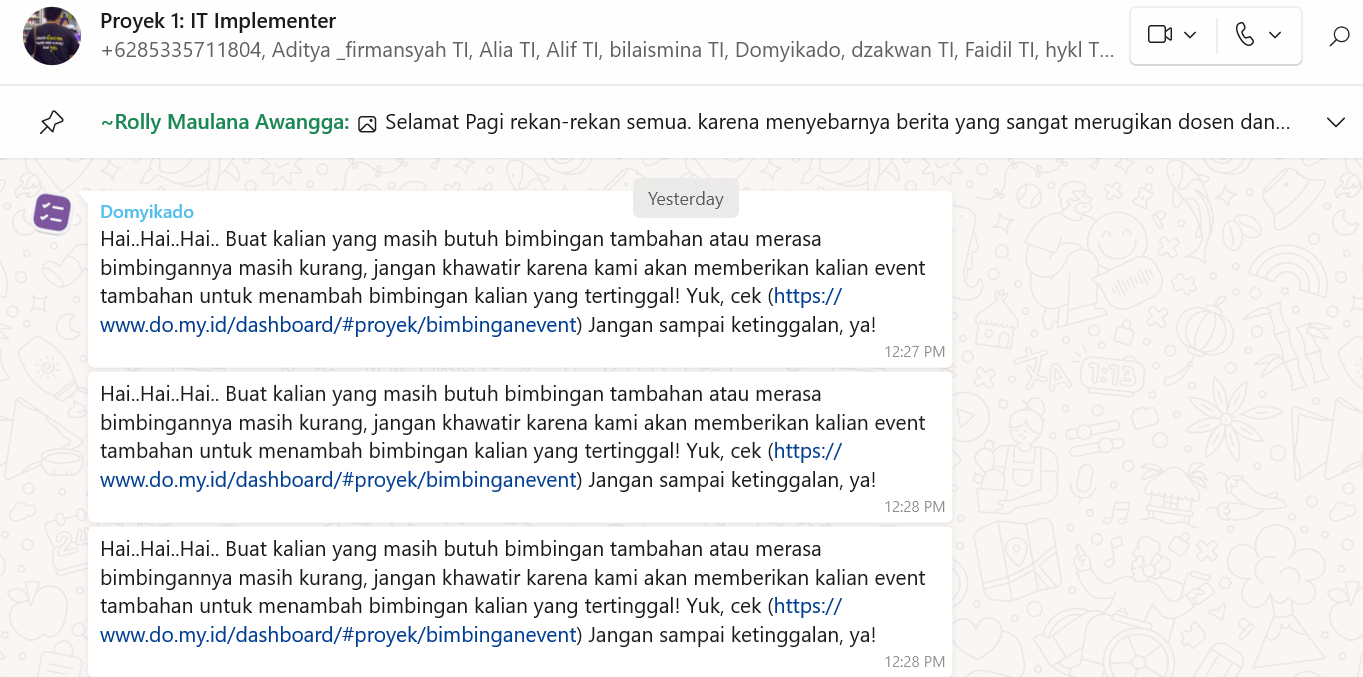 Proyek 1: IT Implementer
+6285335711804, Aditya _firmansyah TI, Alia TI, Alif TI, bilaismina TI, Domyikado, dzakwan TI, Faidil TI, hykl T...
~Rolly Maulana Awangga: Selamat Pagi rekan-rekan semua. karena menyebarnya berita yang sangat merugikan dosen dan...
Yesterday
Domyikado
Hai..Hai..Hai.. Buat kalian yang masih butuh bimbingan tambahan atau merasa
bimbingannya masih kurang, jangan khawatir karena kami akan memberikan kalian event
tambahan untuk menambah bimbingan kalian yang tertinggal! Yuk, cek (https://
www.do.my.id/dashboard/#proyek/bimbinganevent) Jangan sampai ketinggalan, ya!
12:27 PM
Hai..Hai..Hai.. Buat kalian yang masih butuh bimbingan tambahan atau merasa
bimbingannya masih kurang, jangan khawatir karena kami akan memberikan kalian event
tambahan untuk menambah bimbingan kalian yang tertinggal! Yuk, cek (https://
www.do.my.id/dashboard/#proyek/bimbinganevent) Jangan sampai ketinggalan, ya!
12:28 PM
Hai..Hai..Hai.. Buat kalian yang masih butuh bimbingan tambahan atau merasa
bimbingannya masih kurang, jangan khawatir karena kami akan memberikan kalian event
tambahan untuk menambah bimbingan kalian yang tertinggal! Yuk, cek (https://
www.do.my.id/dashboard/#proyek/bimbinganevent) Jangan sampai ketinggalan, ya!
12:28 PM